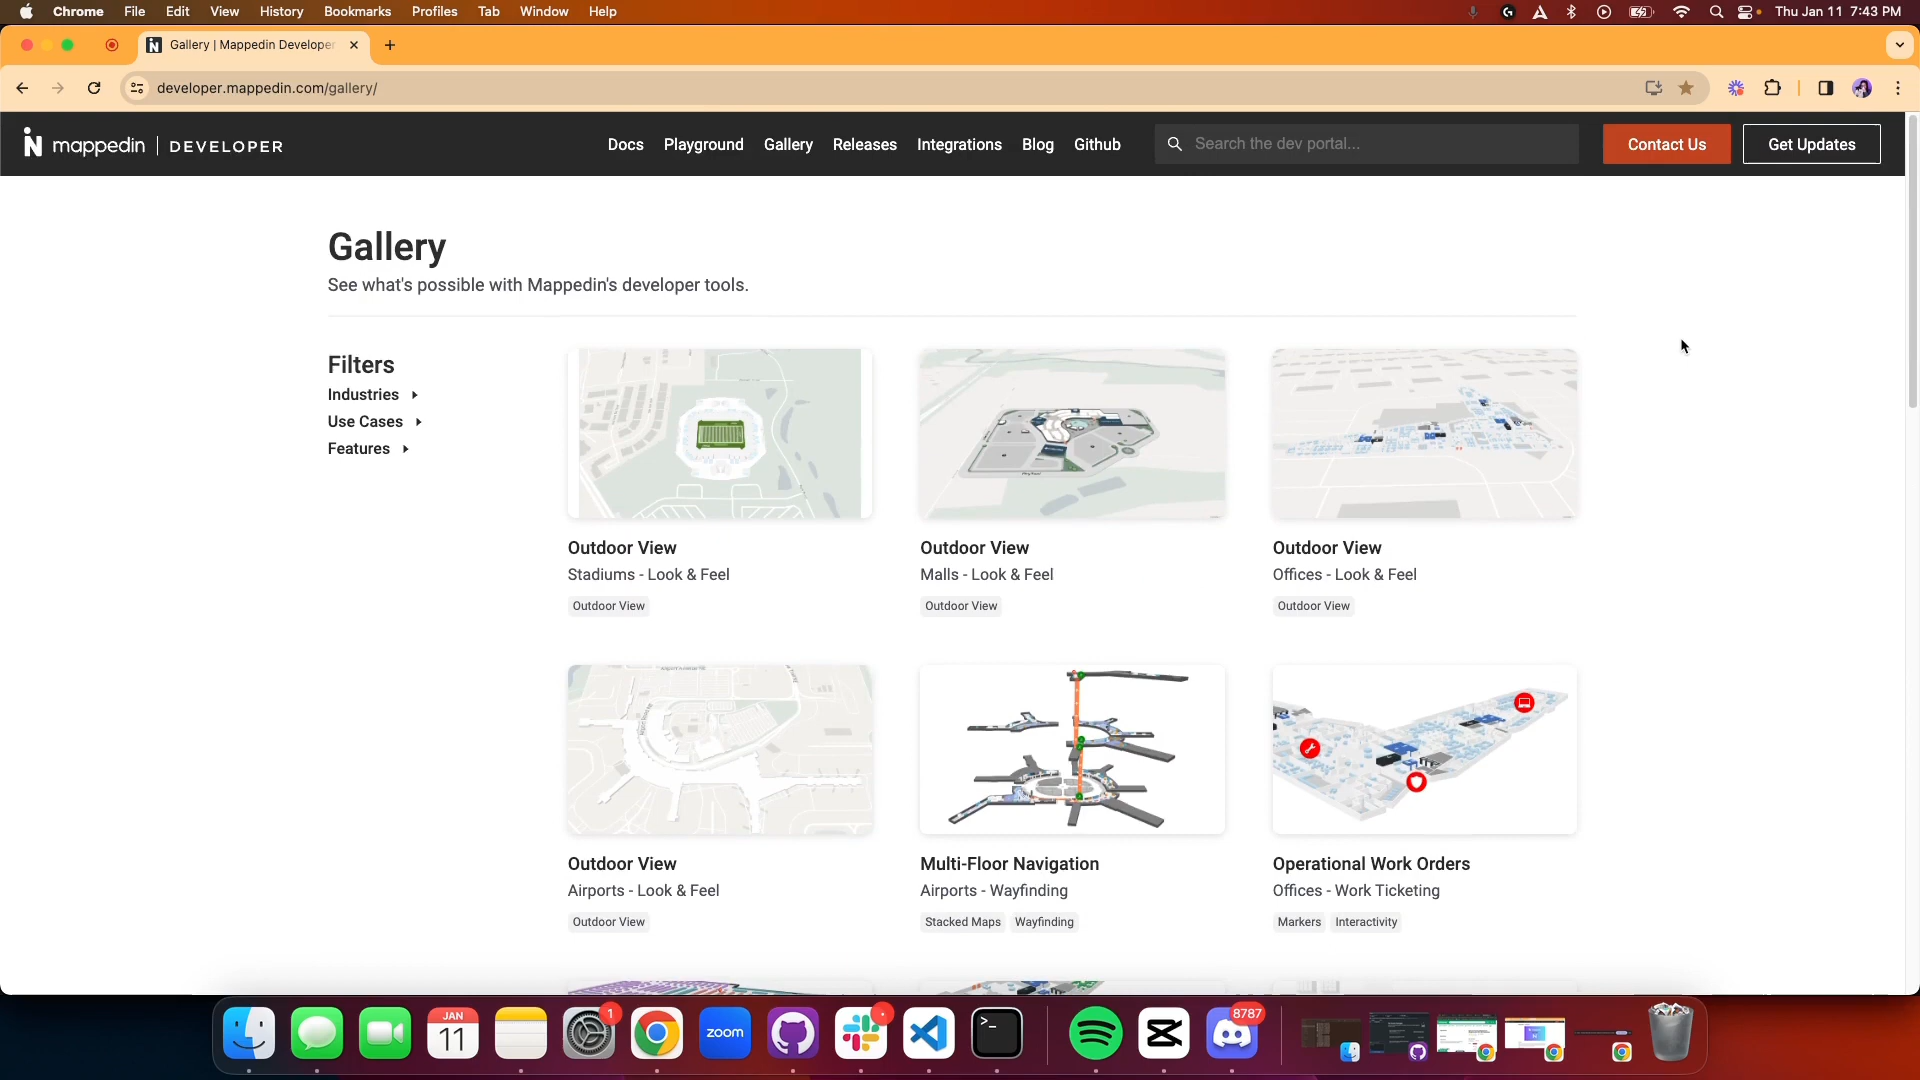 Chrome File Edit View History Bookmarks Profiles Tab Window Help
Thu Jan 11 7:43 PM
Gallery | Mappedin Developer
developer.mappedin.com/gallery/
mappedin | DEVELOPER
Docs Playground Gallery Releases Integrations Blog Github
Search the dev portal...
Contact Us
Get Updates
Gallery
See what's possible with Mappedin's developer tools.
Filters
Industries
Use Cases
Features
Outdoor View
Stadiums - Look & Feel
Outdoor View
Outdoor View
Malls - Look & Feel
Outdoor View
Outdoor View
Offices - Look & Feel
Outdoor View
Outdoor View
Airports - Look & Feel
Outdoor View
Multi-Floor Navigation
Airports - Wayfinding
Stacked Maps Wayfinding
Operational Work Orders
Offices - Work Ticketing
Markers Interactivity
JAN
11
1
zoom
8787